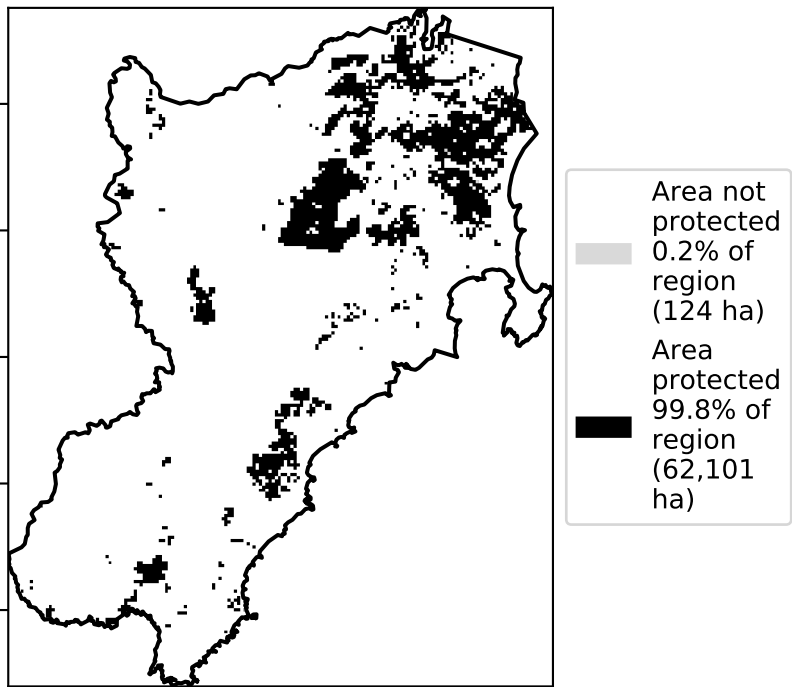 Area not
protected
0.2% of
region
(124 ha)
Area
protected
99.8% of
region
(62,101
ha)